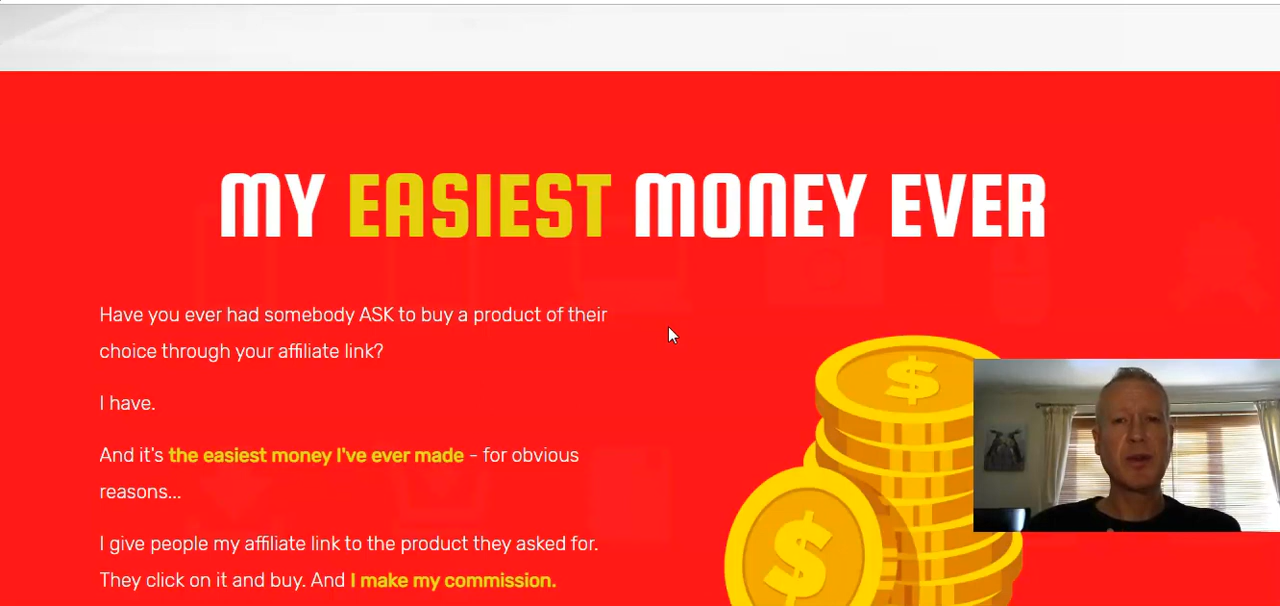 MY EASIEST MONEY EVER
Have you ever had somebody ASK to buy a product of their
choice through your affiliate link?
I have.
And it's the easiest money I've ever made - for obvious
reasons...
I give people my affiliate link to the product they asked for.
They click on it and buy. And I make my commission.
$
$